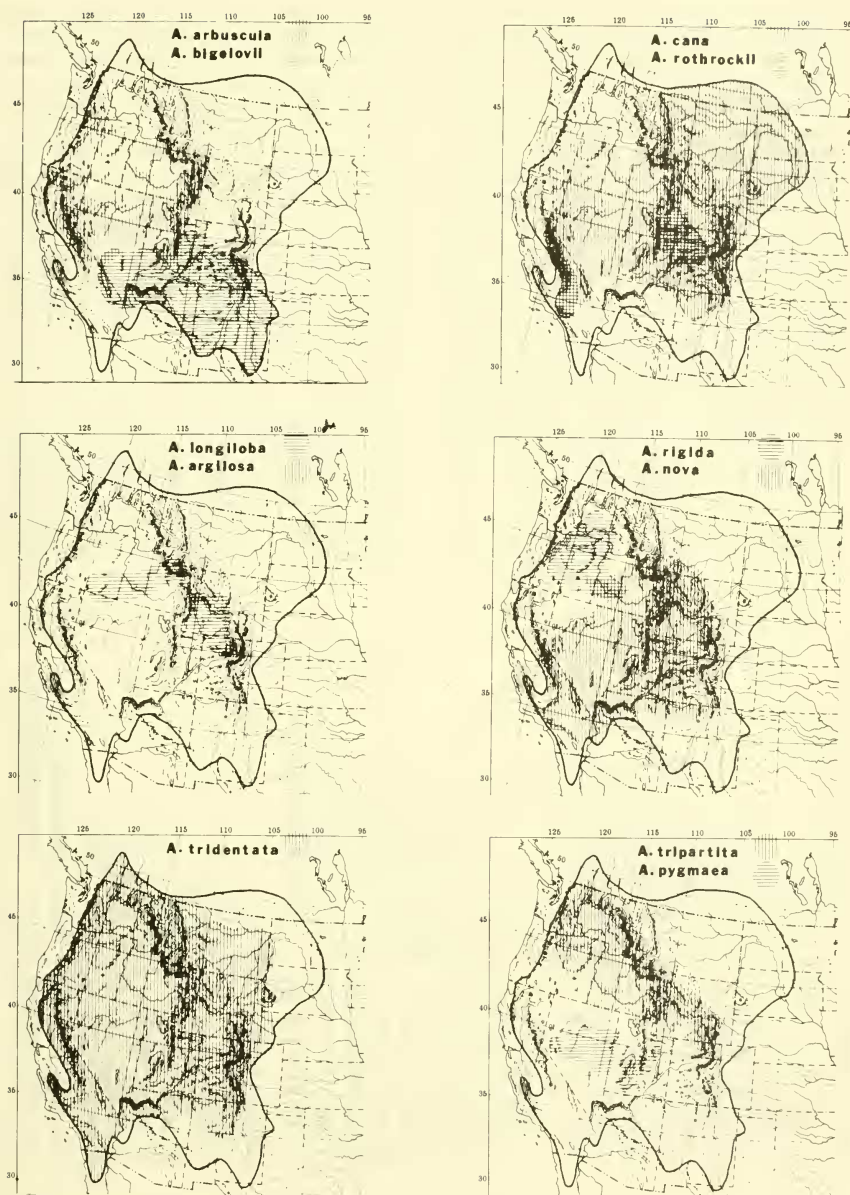 125 120 115 110 105 100 95
A. arbuscula
A. bigelovii
50
45
40
35
30
125 120 115 110 105 100 95
A. cana
A. rothrockii
50
45
40
35
30
125 120 115 110 105 100 95
A. longiloba
A. argilosa
50
45
40
35
30
125 120 115 110 105 100 95
A. rigida
A. nova
50
45
40
35
30
125 120 115 110 105 100 95
A. tridentata
50
45
40
35
30
125 120 115 110 105 100 95
A. tripartita
A. pygmaea
50
45
40
35
30